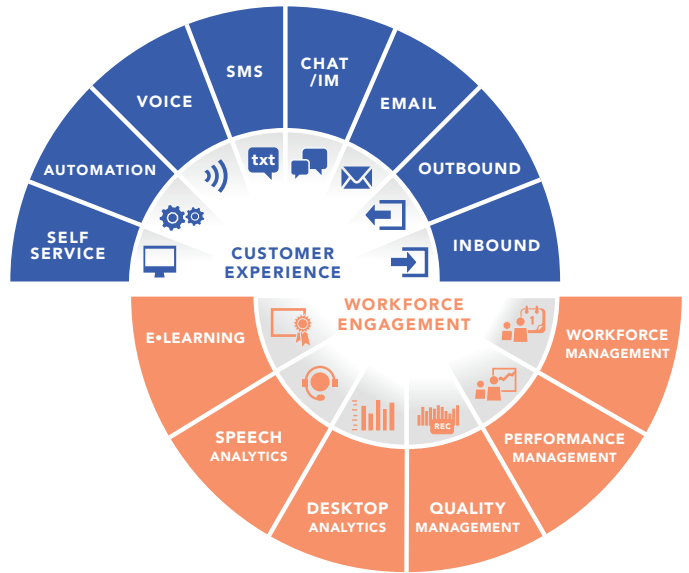 SELF
SERVICE
AUTOMATION
VOICE
SMS
CHAT
/IM
EMAIL
OUTBOUND
INBOUND
txt
CUSTOMER
EXPERIENCE
WORKFORCE
ENGAGEMENT
E•LEARNING
SPEECH
ANALYTICS
DESKTOP
ANALYTICS
QUALITY
MANAGEMENT
PERFORMANCE
MANAGEMENT
WORKFORCE
MANAGEMENT
REC
1